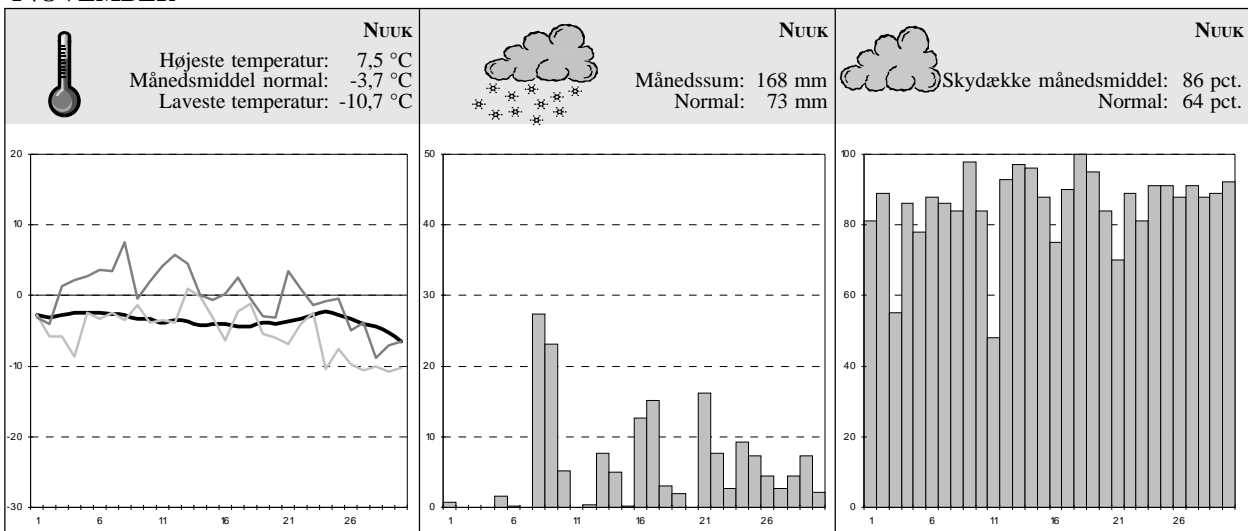 NOVEMBER
NUUK
Højeste temperatur: 7,5 °C
Månedsmiddel normal: -3,7 °C
Laveste temperatur: -10,7 °C
20
10
0
-10
-20
-30
1 6 11 16 21 26
NUUK
Månedssum: 168 mm
Normal: 73 mm
50
40
30
20
10
0
1 6 11 16 21 26
NUUK
Skydække månedsmiddel: 86 pct.
Normal: 64 pct.
100
80
60
40
20
0
1 6 11 16 21 26